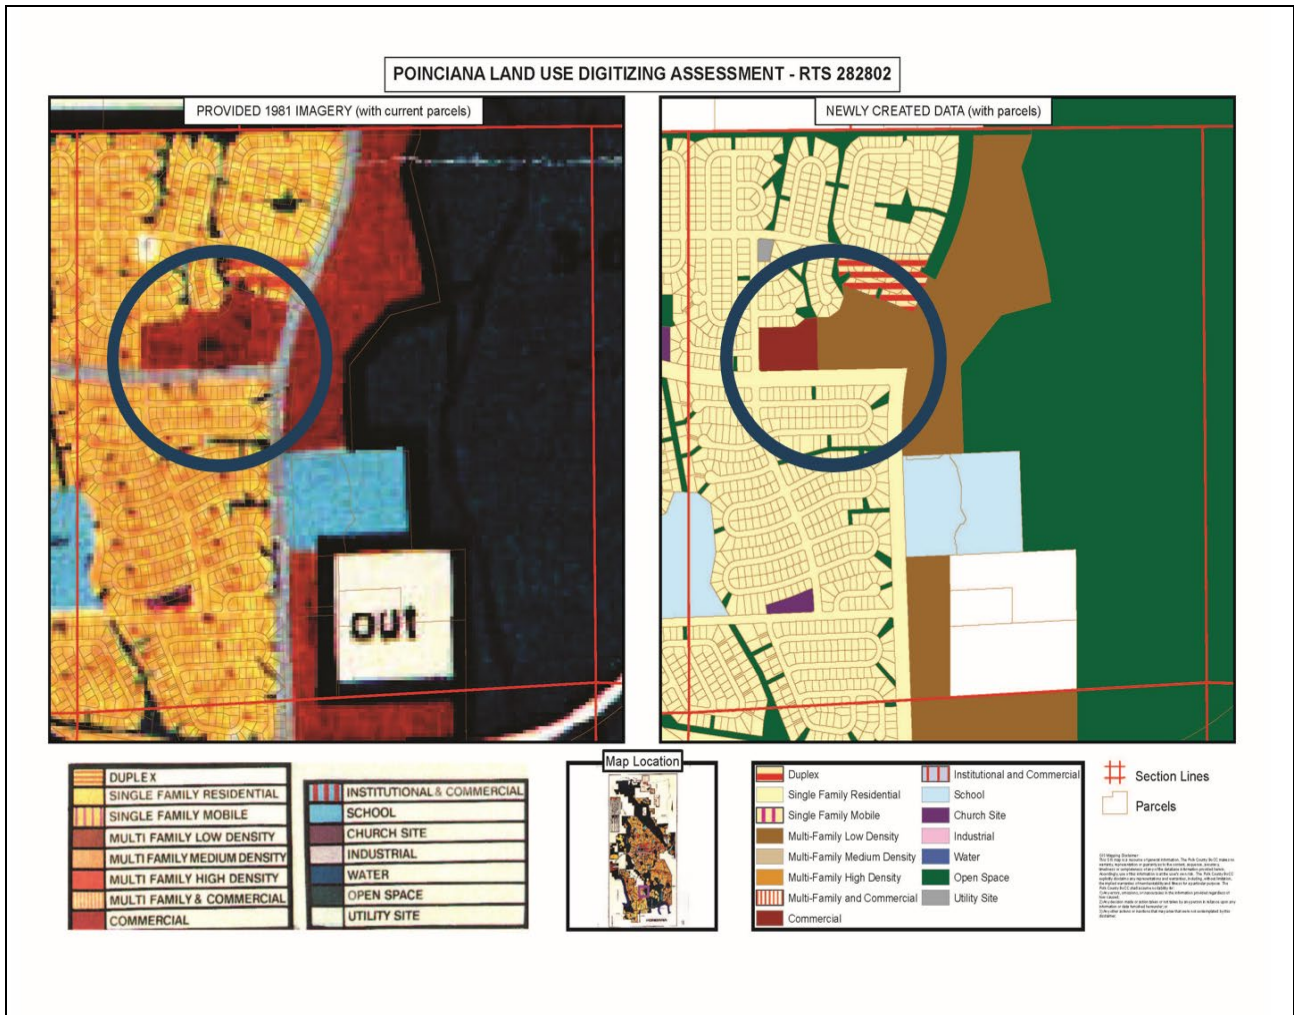 POINCIANA LAND USE DIGITIZING ASSESSMENT - RTS 282802
PROVIDED 1981 IMAGERY (with current parcels)
NEWLY CREATED DATA (with parcels)
out
DUPLEX
SINGLE FAMILY RESIDENTIAL
SINGLE FAMILY MOBILE
MULTI FAMILY LOW DENSITY
MULTI FAMILY MEDIUM DENSITY
MULTI FAMILY HIGH DENSITY
MULTI FAMILY & COMMERCIAL
COMMERCIAL
INSTITUTIONAL & COMMERCIAL
SCHOOL
CHURCH SITE
INDUSTRIAL
WATER
OPEN SPACE
UTILITY SITE
Map Location
Duplex
Single Family Residential
Single Family Mobile
Multi-Family Low Density
Multi-Family Medium Density
Multi-Family High Density
Multi-Family and Commercial
Commercial
Institutional and Commercial
School
Church Site
Industrial
Water
Open Space
Utility Site
Section Lines
Parcels